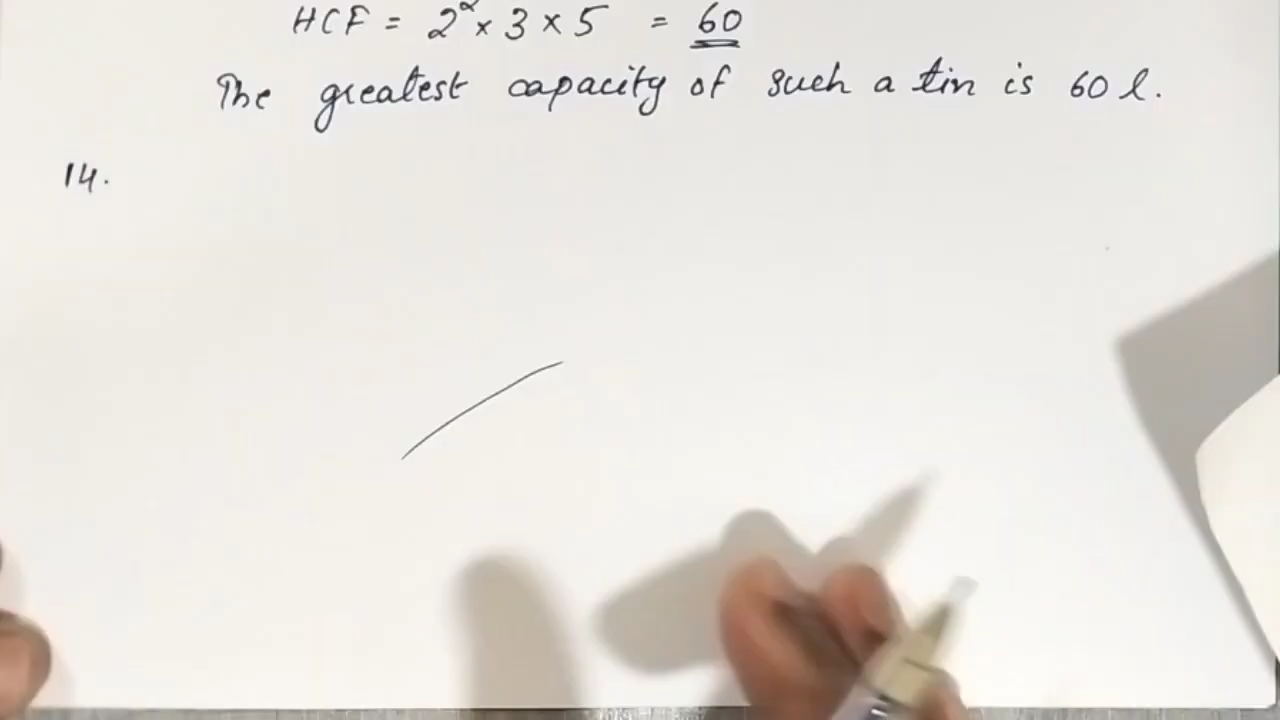 HCF = 2² × 3 × 5 = 60
The greatest capacity of such a tin is 60 l.
14.